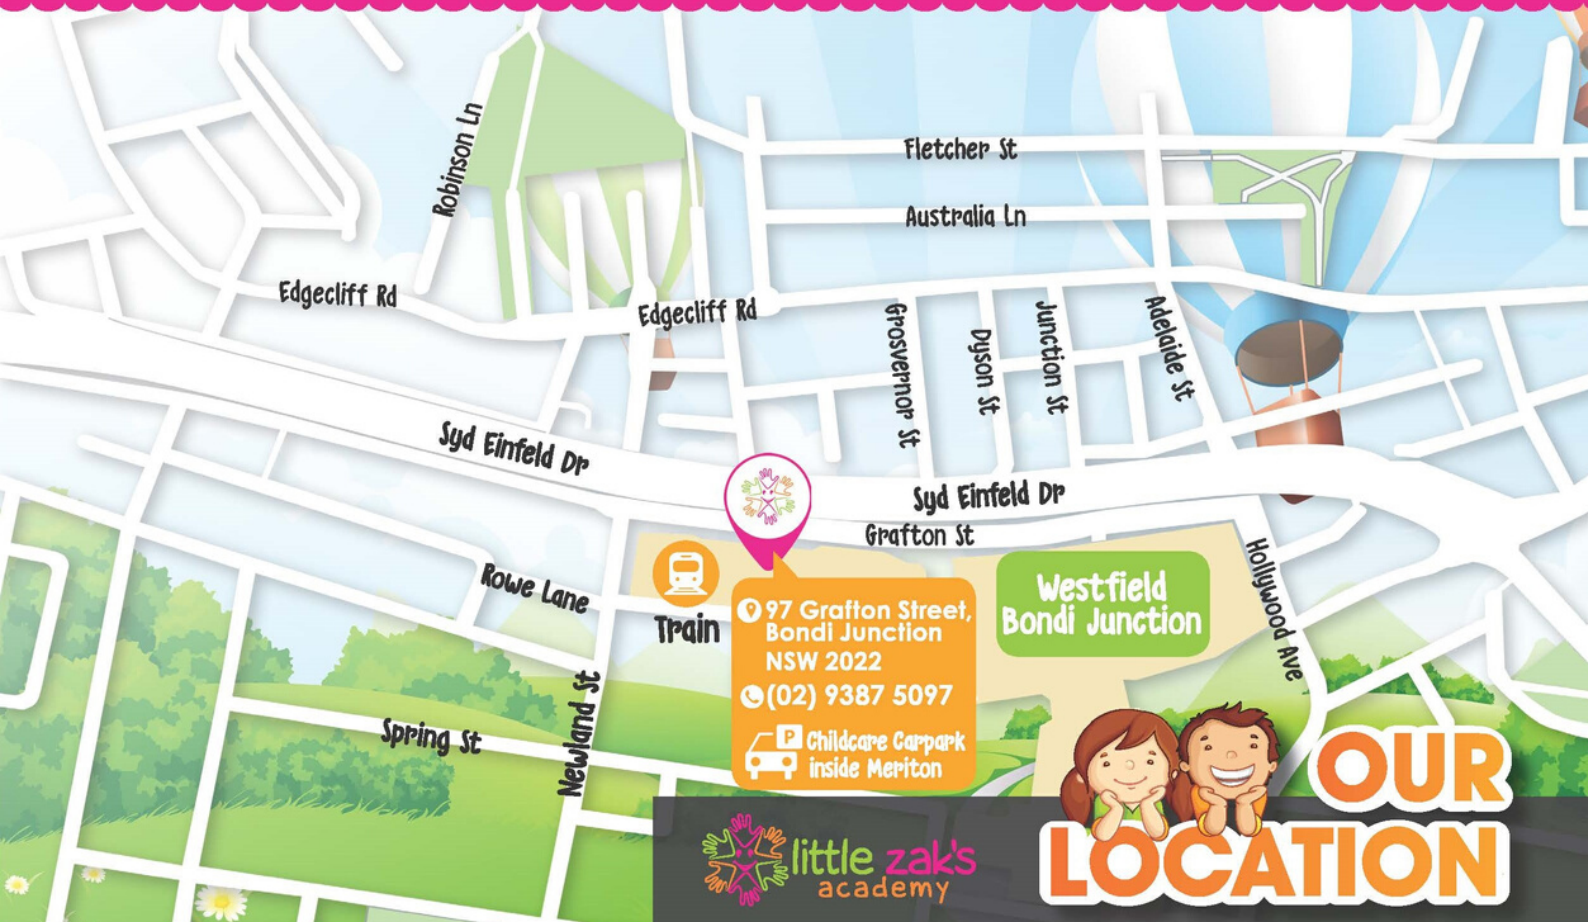 Robinson Ln
Fletcher St
Australia Ln
Edgecliff Rd
Edgecliff Rd
Grosvernor St
Dyson St
Junction St
Adelaide St
Syd Einfeld Dr
Syd Einfeld Dr
Grafton St
Rowe Lane
Train
Westfield
Bondi Junction
Hollywood Ave
97 Grafton Street,
Bondi Junction
NSW 2022
(02) 9387 5097
P
Childcare Carpark
inside Meriton
Spring St
Newland St
little zak's
academy
OUR
LOCATION